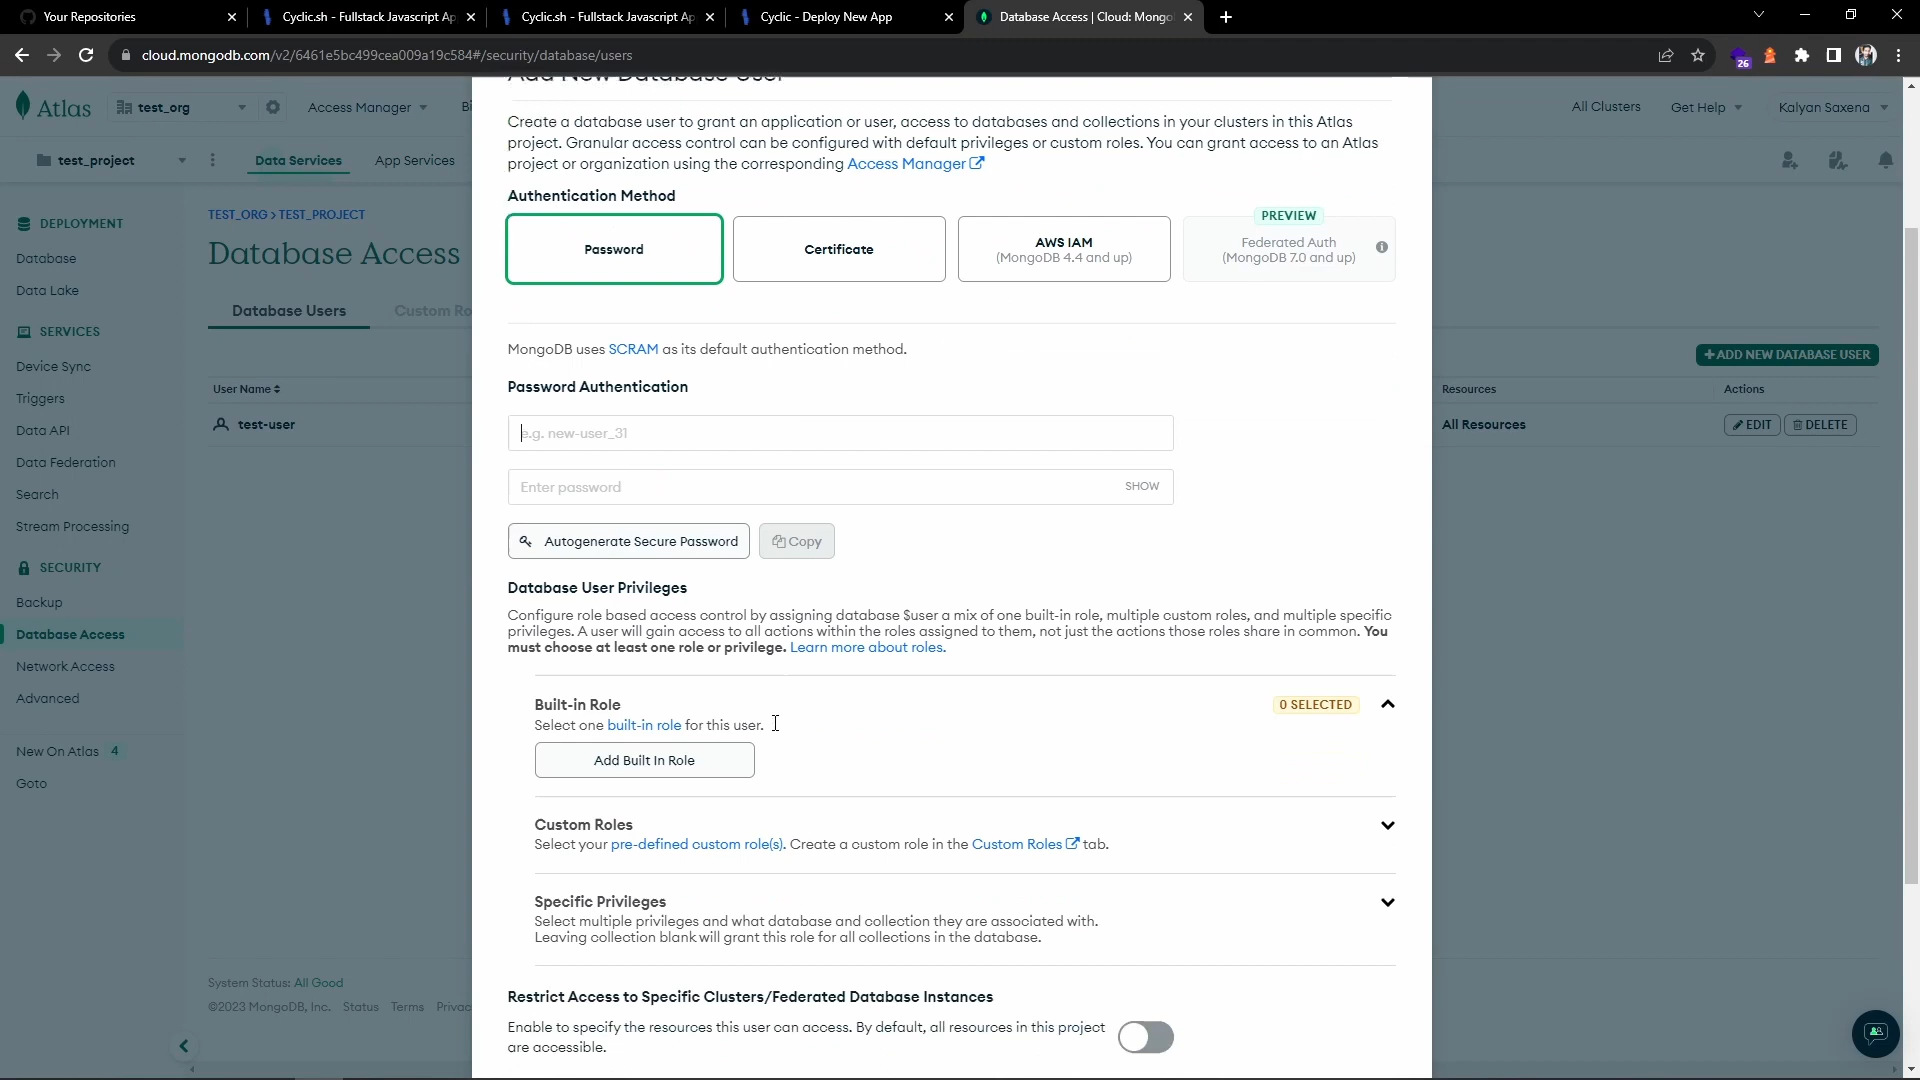 Your Repositories
Cyclic.sh - Fullstack Javascript Ap
Cyclic.sh - Fullstack Javascript Ap
Cyclic - Deploy New App
Database Access | Cloud: Mongo
cloud.mongodb.com/v2/6461e5bc499cea009a19c584#/security/database/users
26
Atlas
test_org
Access Manager
Bi
All Clusters
Get Help
Kalyan Saxena
test_project
Data Services
App Services
DEPLOYMENT
Database
Data Lake
SERVICES
Device Sync
Triggers
Data API
Data Federation
Search
Stream Processing
SECURITY
Backup
Database Access
Network Access
Advanced
New On Atlas 4
Goto
TEST_ORG > TEST_PROJECT
Database Access
Database Users
Custom Ro
User Name
test-user
System Status: All Good
©2023 MongoDB, Inc. Status Terms Privac
Add New Database User
Create a database user to grant an application or user, access to databases and collections in your clusters in this Atlas
project. Granular access control can be configured with default privileges or custom roles. You can grant access to an Atlas
project or organization using the corresponding Access Manager
Authentication Method
Password
Certificate
AWS IAM
(MongoDB 4.4 and up)
PREVIEW
Federated Auth
(MongoDB 7.0 and up)
MongoDB uses SCRAM as its default authentication method.
Password Authentication
e.g. new-user_31
Enter password
SHOW
Autogenerate Secure Password
Copy
Database User Privileges
Configure role based access control by assigning database $user a mix of one built-in role, multiple custom roles, and multiple specific
privileges. A user will gain access to all actions within the roles assigned to them, not just the actions those roles share in common. You
must choose at least one role or privilege. Learn more about roles.
Built-in Role
0 SELECTED
Select one built-in role for this user.
Add Built In Role
Custom Roles
Select your pre-defined custom role(s). Create a custom role in the Custom Roles tab.
Specific Privileges
Select multiple privileges and what database and collection they are associated with.
Leaving collection blank will grant this role for all collections in the database.
Restrict Access to Specific Clusters/Federated Database Instances
Enable to specify the resources this user can access. By default, all resources in this project
are accessible.
+ ADD NEW DATABASE USER
Resources
Actions
All Resources
EDIT
DELETE